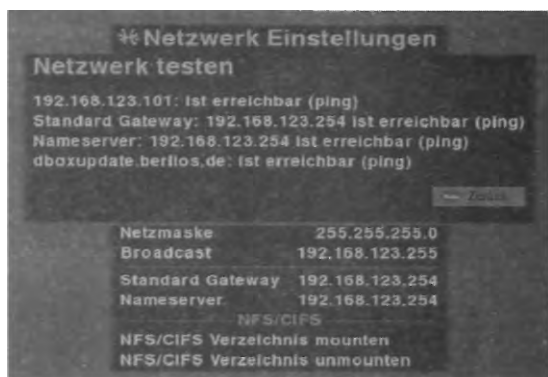 Netzwerk Einstellungen
Netzwerk testen
192.168.123.101: ist erreichbar (ping)
Standard Gateway: 192.168.123.254 ist erreichbar (ping)
Nameserver: 192.168.123.254 ist erreichbar (ping)
dboxupdate.berlios.de: ist erreichbar (ping)
Zurück
Netzmaske 255.255.255.0
Broadcast 192.168.123.255
Standard Gateway 192.168.123.254
Nameserver 192.168.123.254
NFS/CIFS
NFS/CIFS Verzeichnis mounten
NFS/CIFS Verzeichnis unmounten